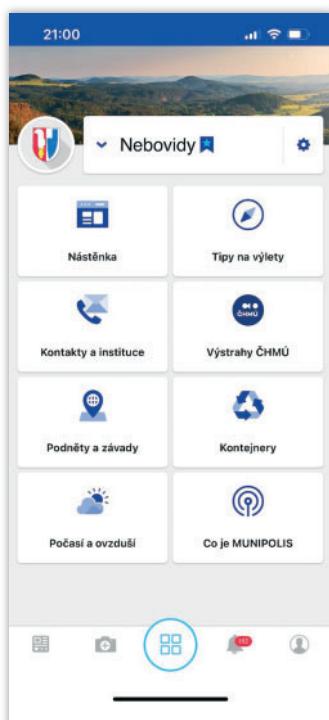 21:00
Nebovidy
Nástěnka
Tipy na výlety
ČHMÚ
Kontakty a instituce
Výstrahy ČHMÚ
Podněty a závady
Kontejnery
Počasí a ovzduší
Co je MUNIPOLIS